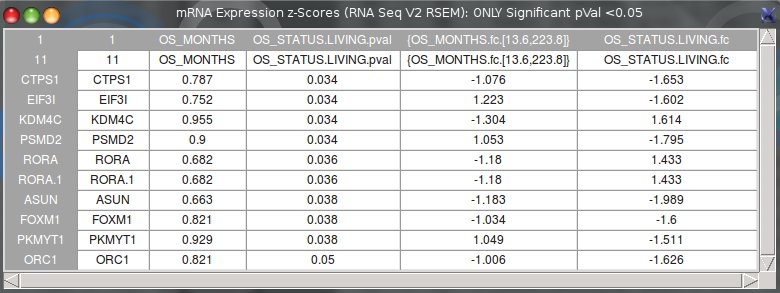 mRNA Expression z-Scores (RNA Seq V2 RSEM): ONLY Significant pVal <0.05
1 1 OS_MONTHS OS_STATUS.LIVING.pval {OS_MONTHS.fc.[13.6,223.8]} OS_STATUS.LIVING.fc
11 11 OS_MONTHS OS_STATUS.LIVING.pval {OS_MONTHS.fc.[13.6,223.8]} OS_STATUS.LIVING.fc
CTPS1 CTPS1 0.787 0.034 -1.076 -1.653
EIF3I EIF3I 0.752 0.034 1.223 -1.602
KDM4C KDM4C 0.955 0.034 -1.304 1.614
PSMD2 PSMD2 0.9 0.034 1.053 -1.795
RORA RORA 0.682 0.036 -1.18 1.433
RORA.1 RORA.1 0.682 0.036 -1.18 1.433
ASUN ASUN 0.663 0.038 -1.183 -1.989
FOXM1 FOXM1 0.821 0.038 -1.034 -1.6
PKMYT1 PKMYT1 0.929 0.038 1.049 -1.511
ORC1 ORC1 0.821 0.05 -1.006 -1.626